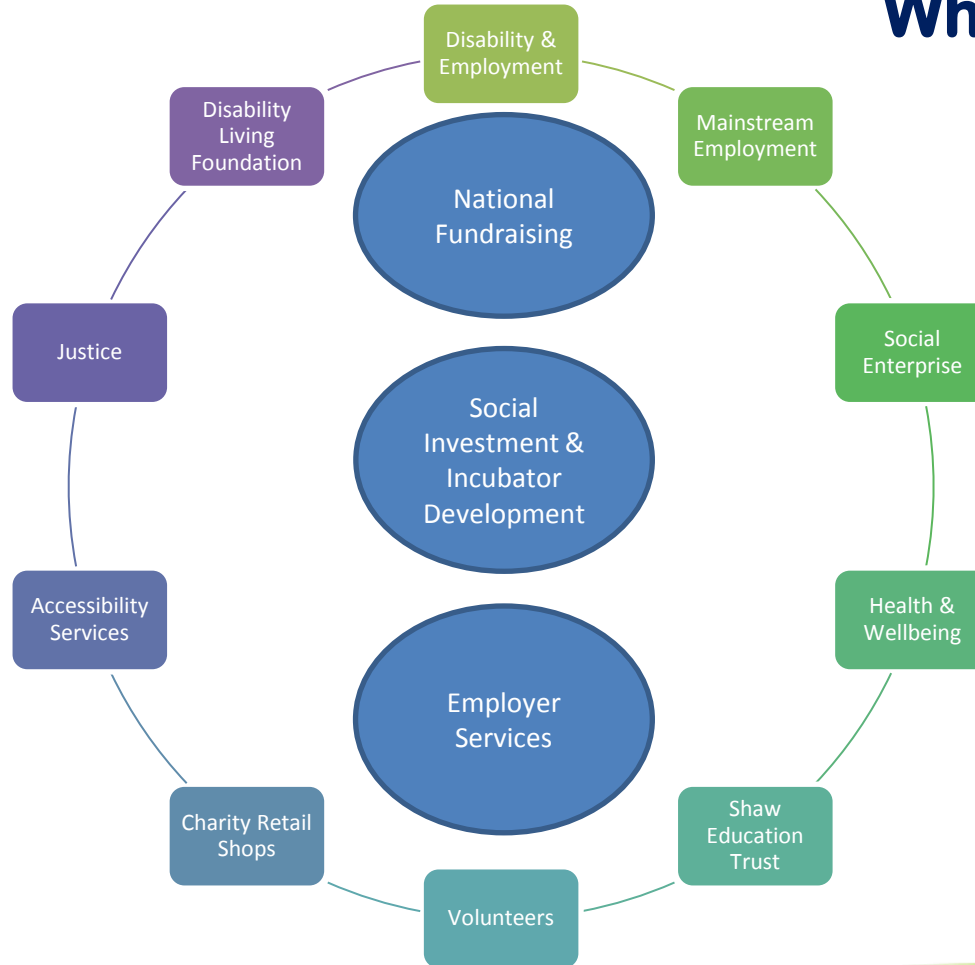 Wh
Disability &
Employment
Mainstream
Employment
Social
Enterprise
Health &
Wellbeing
Shaw
Education
Trust
Volunteers
Charity Retail
Shops
Accessibility
Services
Justice
Disability
Living
Foundation
National
Fundraising
Social
Investment &
Incubator
Development
Employer
Services